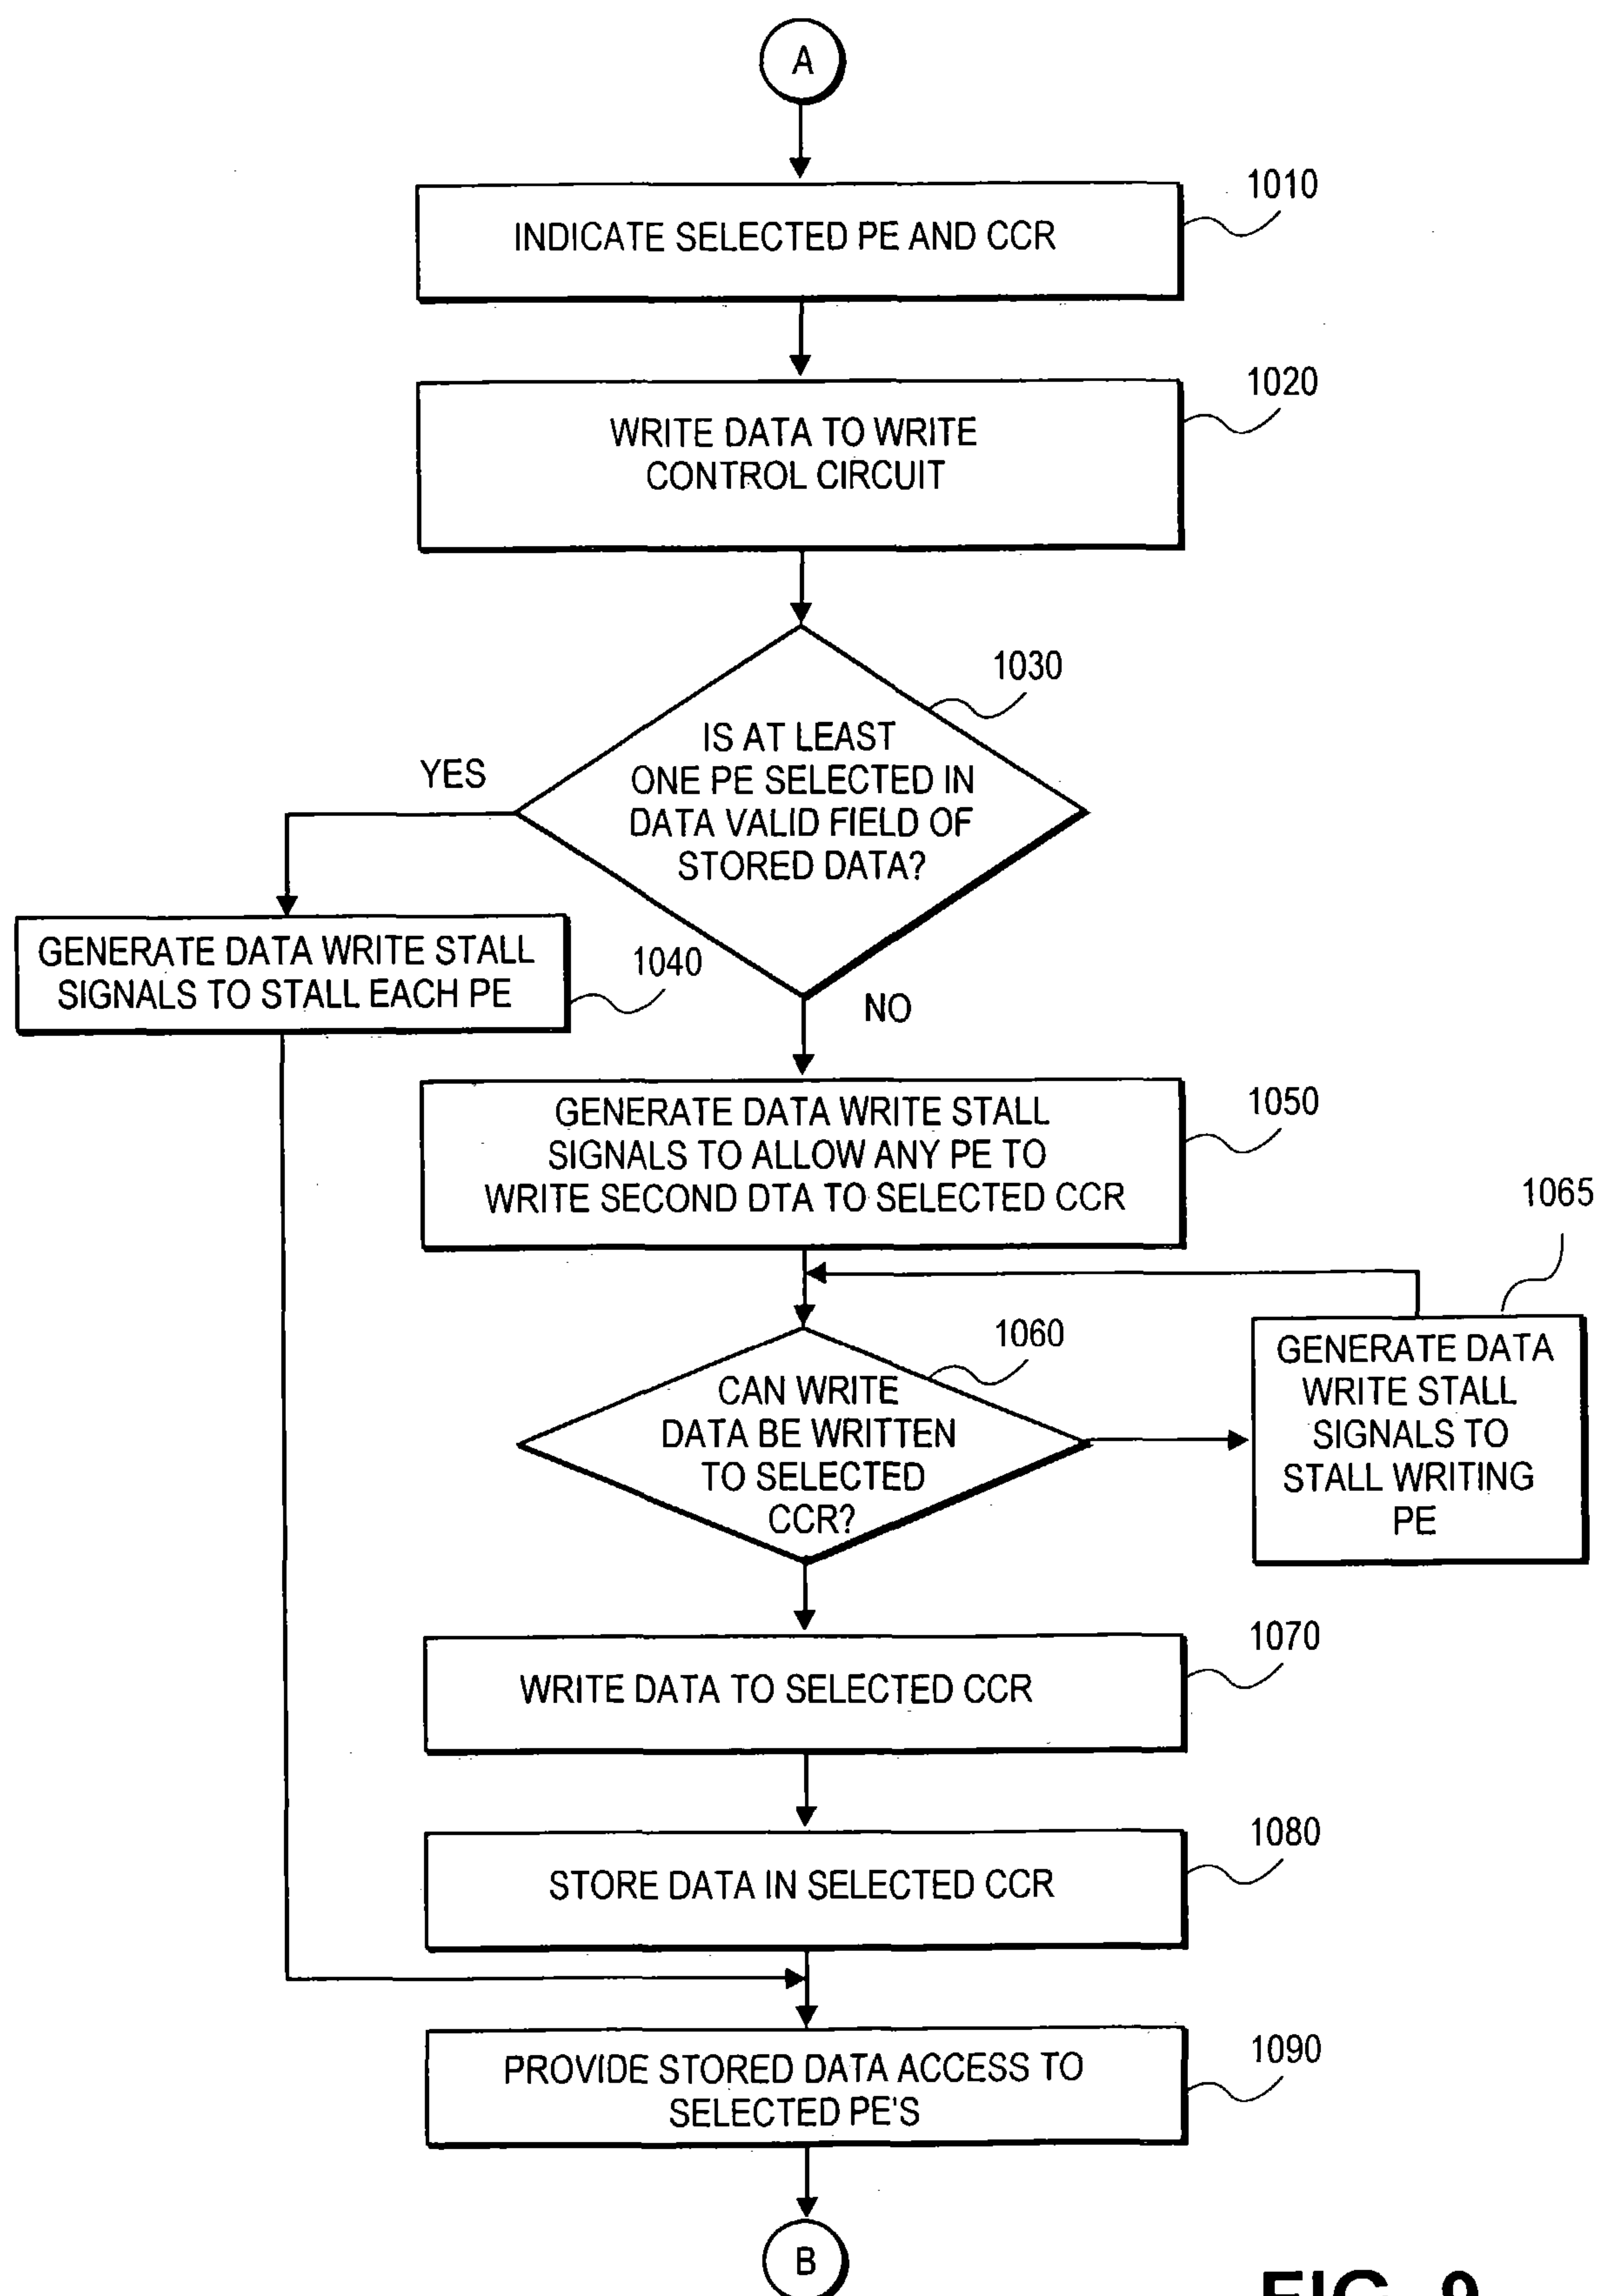 A
INDICATE SELECTED PE AND CCR
1010
WRITE DATA TO WRITE
CONTROL CIRCUIT
1020
IS AT LEAST
ONE PE SELECTED IN
DATA VALID FIELD OF
STORED DATA?
1030
YES
NO
GENERATE DATA WRITE STALL
SIGNALS TO STALL EACH PE
1040
GENERATE DATA WRITE STALL
SIGNALS TO ALLOW ANY PE TO
WRITE SECOND DTA TO SELECTED CCR
1050
CAN WRITE
DATA BE WRITTEN
TO SELECTED
CCR?
1060
1065
GENERATE DATA
WRITE STALL
SIGNALS TO
STALL WRITING
PE
WRITE DATA TO SELECTED CCR
1070
STORE DATA IN SELECTED CCR
1080
PROVIDE STORED DATA ACCESS TO
SELECTED PE'S
1090
B
FIG. 9